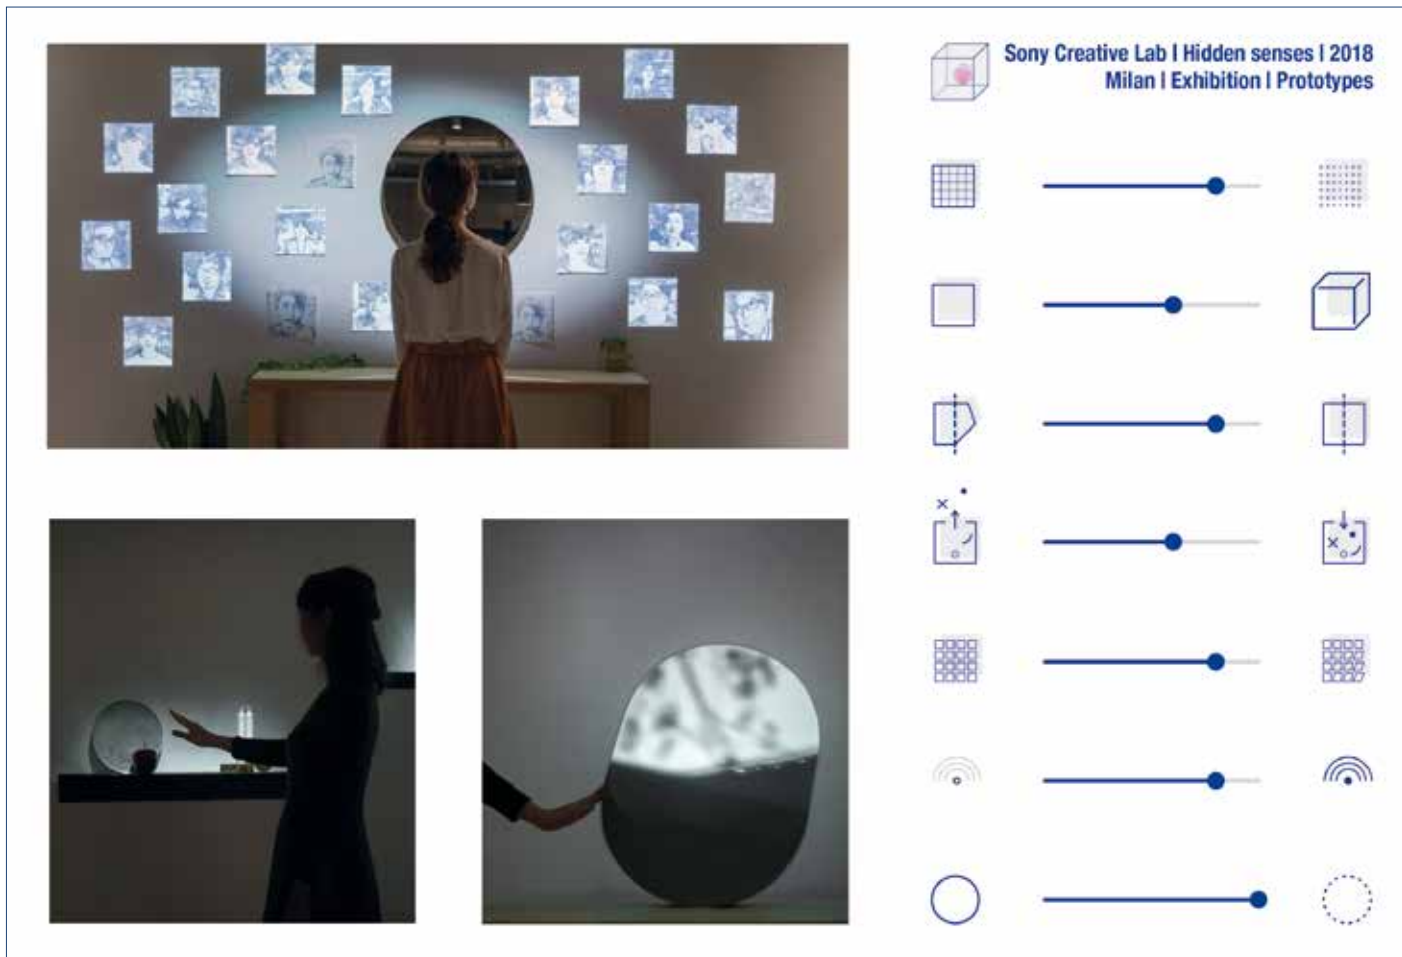 Sony Creative Lab I Hidden senses I 2018
Milan I Exhibition I Prototypes